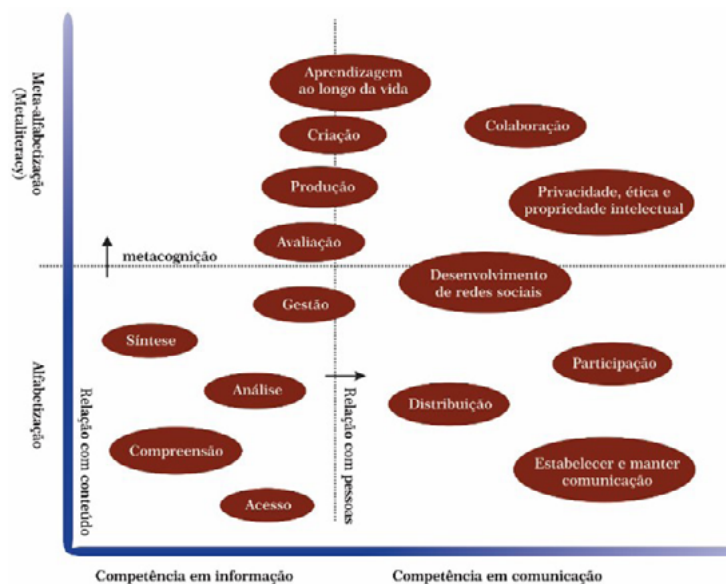 Meta-alfabetização
(Metaliteracy)
Aprendizagem
ao longo da vida
Criação
Colaboração
Produção
Privacidade, ética e
propriedade intelectual
Avaliação
metacognição
Desenvolvimento
de redes sociais
Gestão
Síntese
Participação
Análise
Distribuição
Alfabetização
Relação com conteúdo
Relação com pessoas
Compreensão
Estabelecer e manter
comunicação
Acesso
Competência em informação
Competência em comunicação